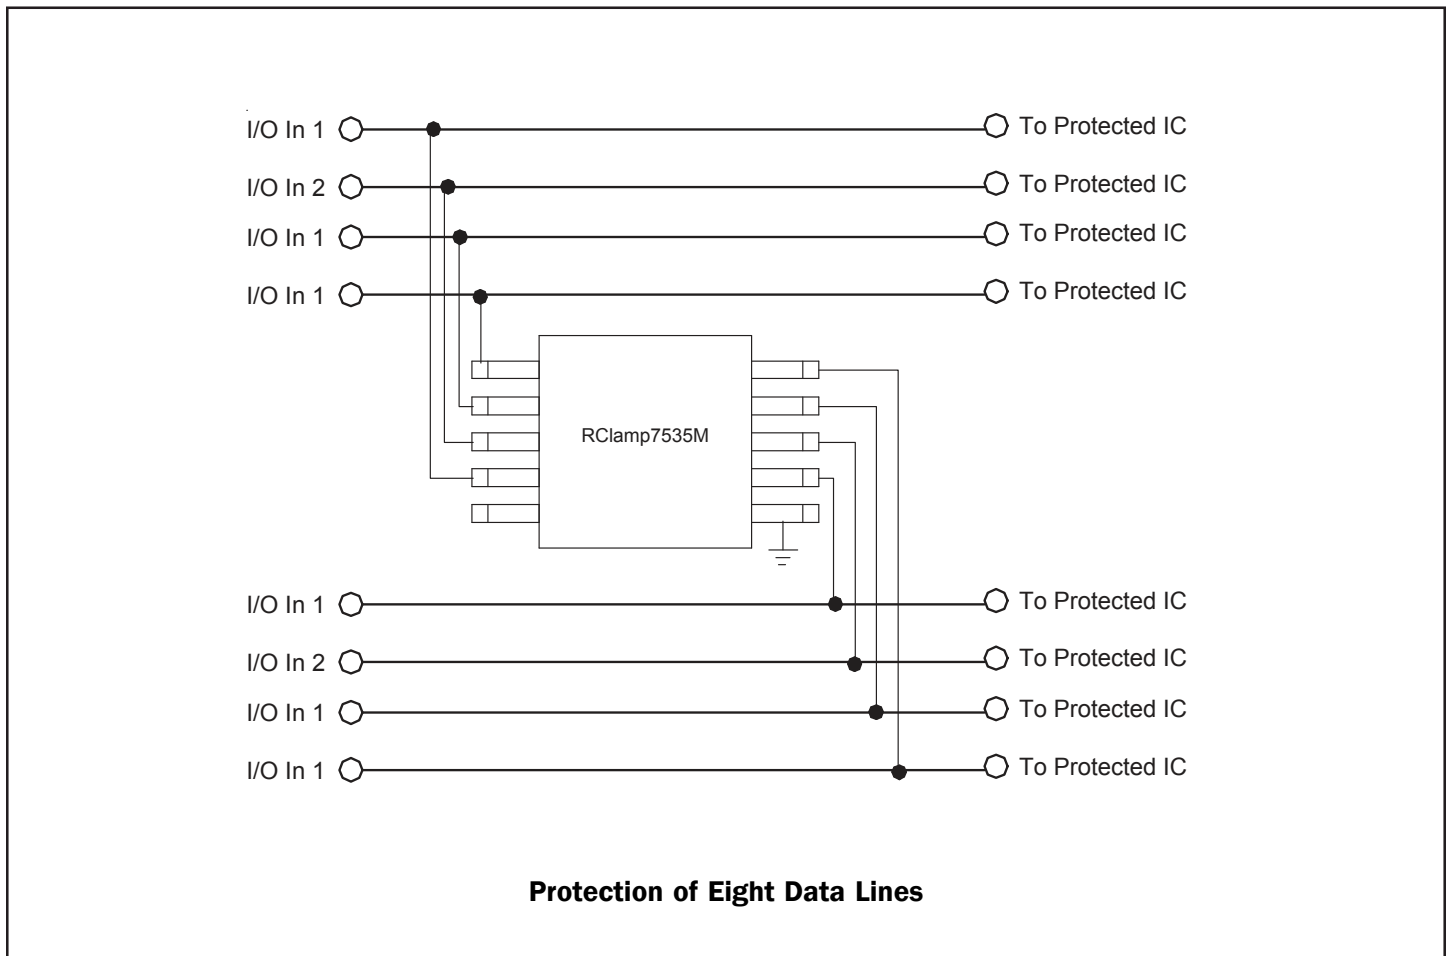 I/O In 1 To Protected IC
I/O In 2 To Protected IC
I/O In 1 To Protected IC
I/O In 1 To Protected IC
RClamp7535M
I/O In 1 To Protected IC
I/O In 2 To Protected IC
I/O In 1 To Protected IC
I/O In 1 To Protected IC
Protection of Eight Data Lines